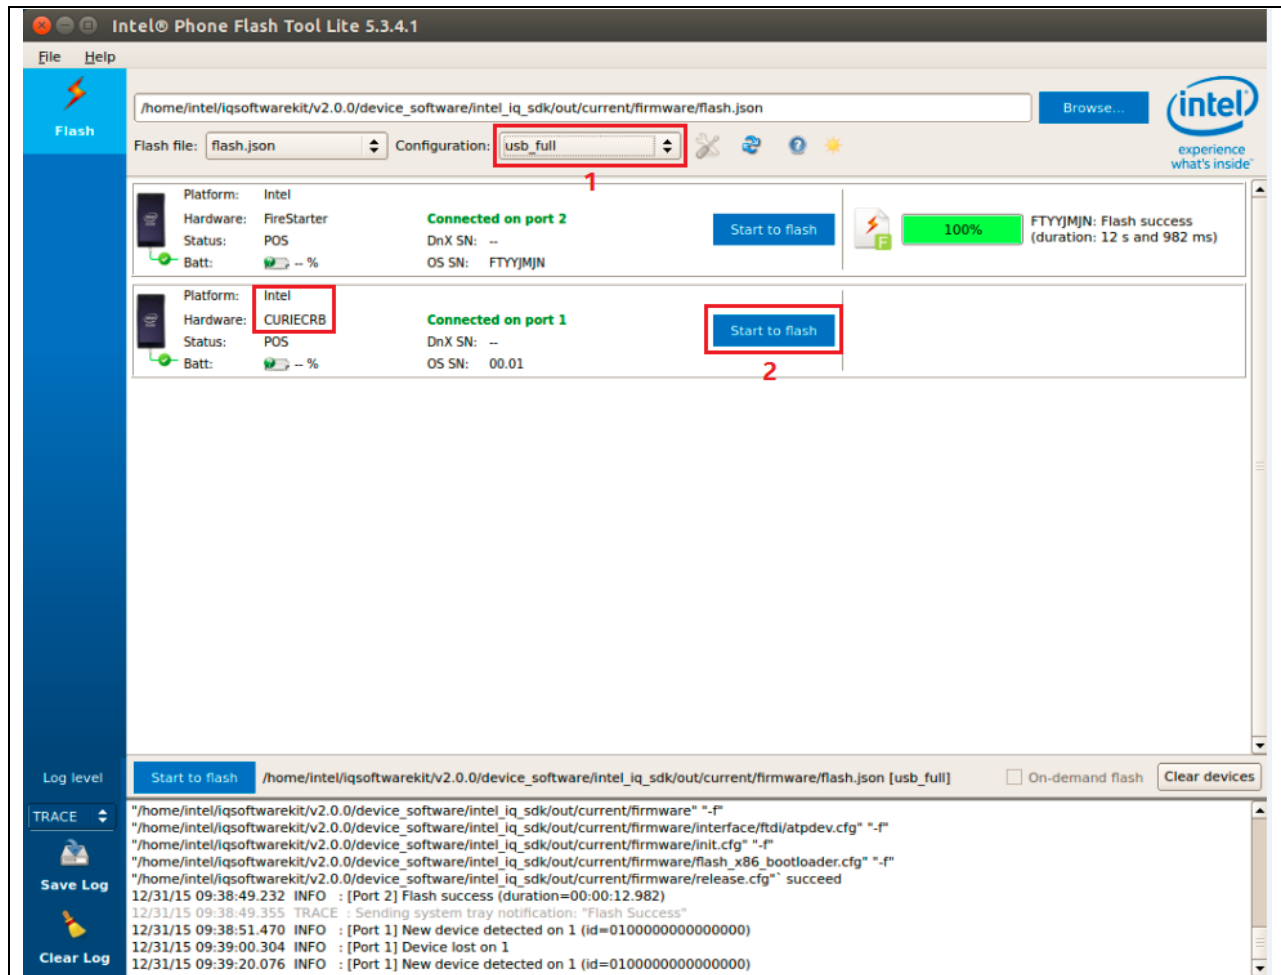 Intel® Phone Flash Tool Lite 5.3.4.1
File Help
Flash
/home/intel/iqsoftwarekit/v2.0.0/device_software/intel_iq_sdk/out/current/firmware/flash.json
Browse...
intel
experience
what's inside™
Flash file: flash.json Configuration: usb_full
1
Platform: Intel
Hardware: FireStarter Connected on port 2
Status: POS DnX SN: --
Batt: -- % OS SN: FTYYJMJN
Start to flash
F
100%
FTYYJMJN: Flash success
(duration: 12 s and 982 ms)
Platform: Intel
Hardware: CURIECRB Connected on port 1
Status: POS DnX SN: --
Batt: -- % OS SN: 00.01
Start to flash
2
Log level
Start to flash /home/intel/iqsoftwarekit/v2.0.0/device_software/intel_iq_sdk/out/current/firmware/flash.json [usb_full] On-demand flash Clear devices
TRACE
Save Log
Clear Log
"/home/intel/iqsoftwarekit/v2.0.0/device_software/intel_iq_sdk/out/current/firmware" "-f"
"/home/intel/iqsoftwarekit/v2.0.0/device_software/intel_iq_sdk/out/current/firmware/interface/ftdi/atpdev.cfg" "-f"
"/home/intel/iqsoftwarekit/v2.0.0/device_software/intel_iq_sdk/out/current/firmware/init.cfg" "-f"
"/home/intel/iqsoftwarekit/v2.0.0/device_software/intel_iq_sdk/out/current/firmware/flash_x86_bootloader.cfg" "-f"
"/home/intel/iqsoftwarekit/v2.0.0/device_software/intel_iq_sdk/out/current/firmware/release.cfg"` succeed
12/31/15 09:38:49.232 INFO : [Port 2] Flash success (duration=00:00:12.982)
12/31/15 09:38:49.355 TRACE : Sending system tray notification: "Flash Success"
12/31/15 09:38:51.470 INFO : [Port 1] New device detected on 1 (id=0100000000000000)
12/31/15 09:39:00.304 INFO : [Port 1] Device lost on 1
12/31/15 09:39:20.076 INFO : [Port 1] New device detected on 1 (id=0100000000000000)